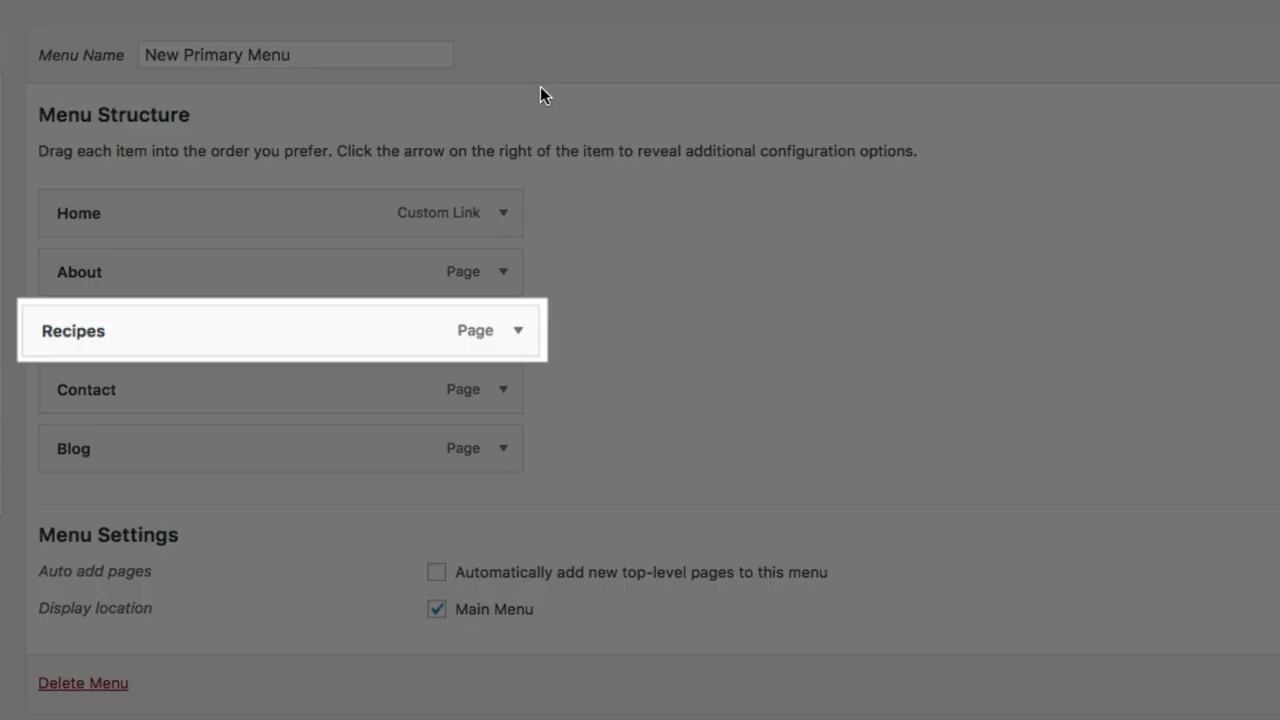 Menu Name New Primary Menu
Menu Structure
Drag each item into the order you prefer. Click the arrow on the right of the item to reveal additional configuration options.
Home Custom Link
About Page
Recipes Page
Contact Page
Blog Page
Menu Settings
Auto add pages Automatically add new top-level pages to this menu
Display location Main Menu
Delete Menu